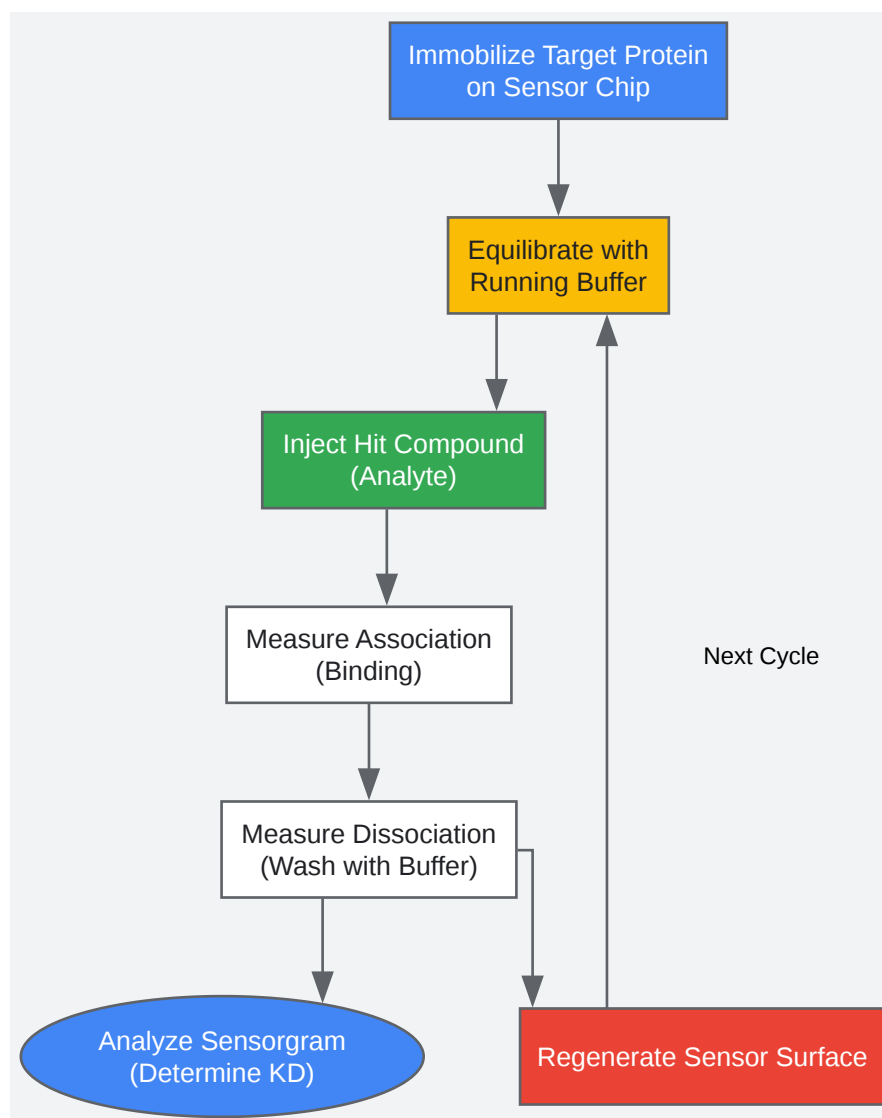 Immobilize Target Protein
on Sensor Chip
Equilibrate with
Running Buffer
Inject Hit Compound
(Analyte)
Measure Association
(Binding)
Next Cycle
Measure Dissociation
(Wash with Buffer)
Analyze Sensorgram
(Determine KD)
Regenerate Sensor Surface